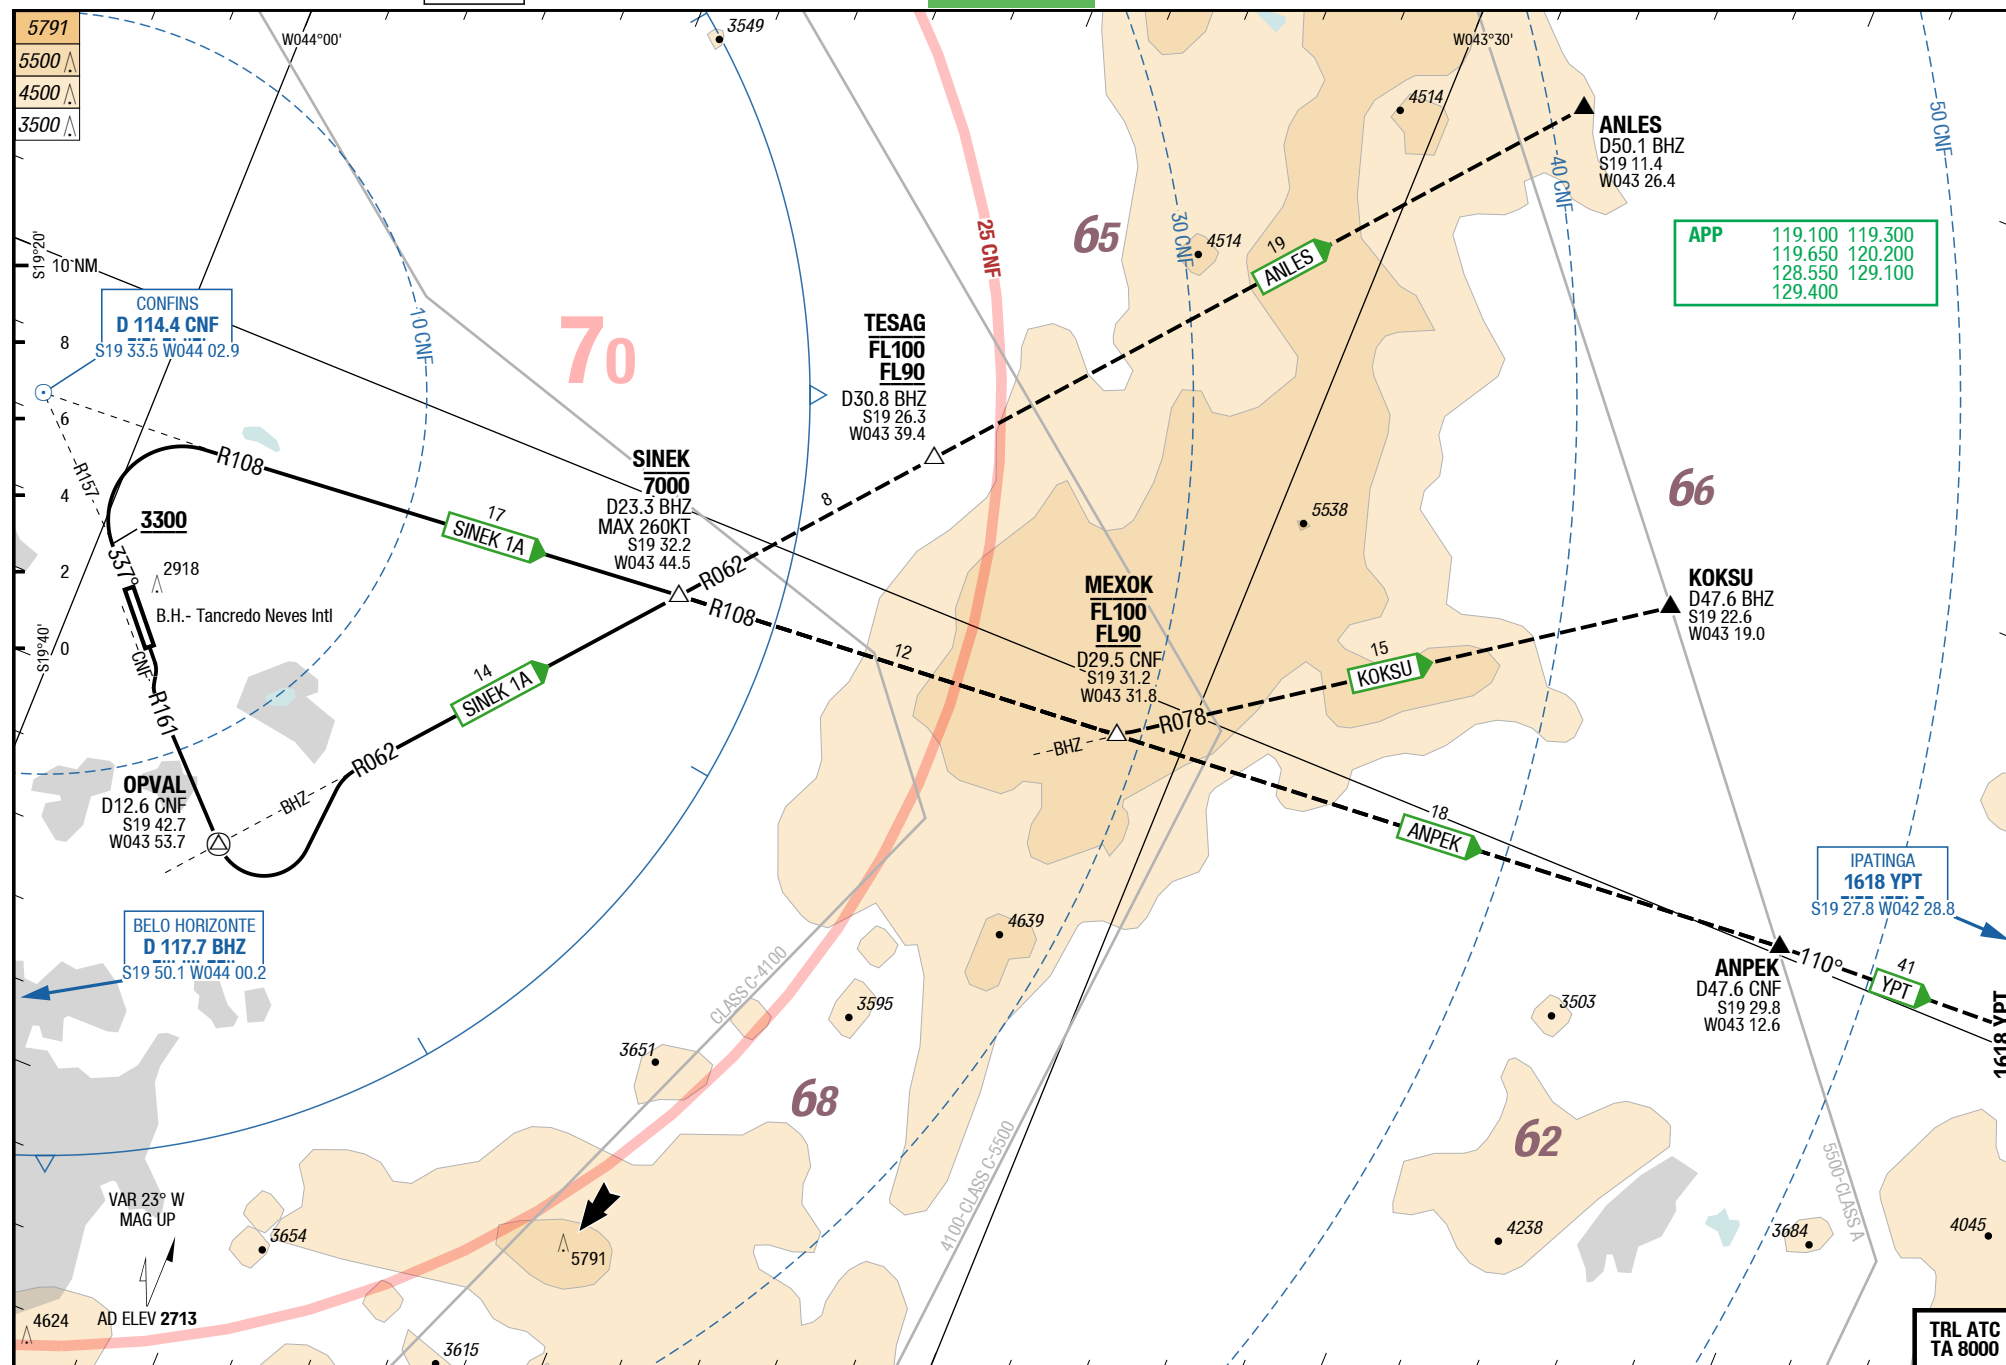 5791
5500
4500
3500
W044°00'
3549
W043°30'
4514
ANLES
D50.1 BHZ
S19 11.4
W043 26.4
50 CNF
40 CNF
30 CNF
25 CNF
10 CNF
65
4514
19
ANLES
APP 119.100 119.300
119.650 120.200
128.550 129.100
129.400
S19°20'
10 NM
8
6
4
2
0
S19°40'
CONFINS
D 114.4 CNF
S19 33.5 W044 02.9
70
TESAG
FL100
FL90
D30.8 BHZ
S19 26.3
W043 39.4
R157
R108
3300
17
SINEK 1A
SINEK
7000
D23.3 BHZ
MAX 260KT
S19 32.2
W043 44.5
8
R062
R108
66
5538
337°
2918
B.H.- Tancredo Neves Intl
CNF
R161
14
SINEK 1A
12
MEXOK
FL100
FL90
D29.5 CNF
S19 31.2
W043 31.8
BHZ
R078
15
KOKSU
KOKSU
D47.6 BHZ
S19 22.6
W043 19.0
OPVAL
D12.6 CNF
S19 42.7
W043 53.7
BHZ
R062
18
ANPEK
IPATINGA
1618 YPT
S19 27.8 W042 28.8
BELO HORIZONTE
D 117.7 BHZ
S19 50.1 W044 00.2
4639
ANPEK
D47.6 CNF
S19 29.8
W043 12.6
110°
41
YPT
1618 YPT
CLASS C-4100
3595
3503
3651
68
62
4100-CLASS C-5500
5500-CLASS A
VAR 23° W
MAG UP
3654
5791
4238
3684
4045
AD ELEV 2713
4624
3615
TRL ATC
TA 8000